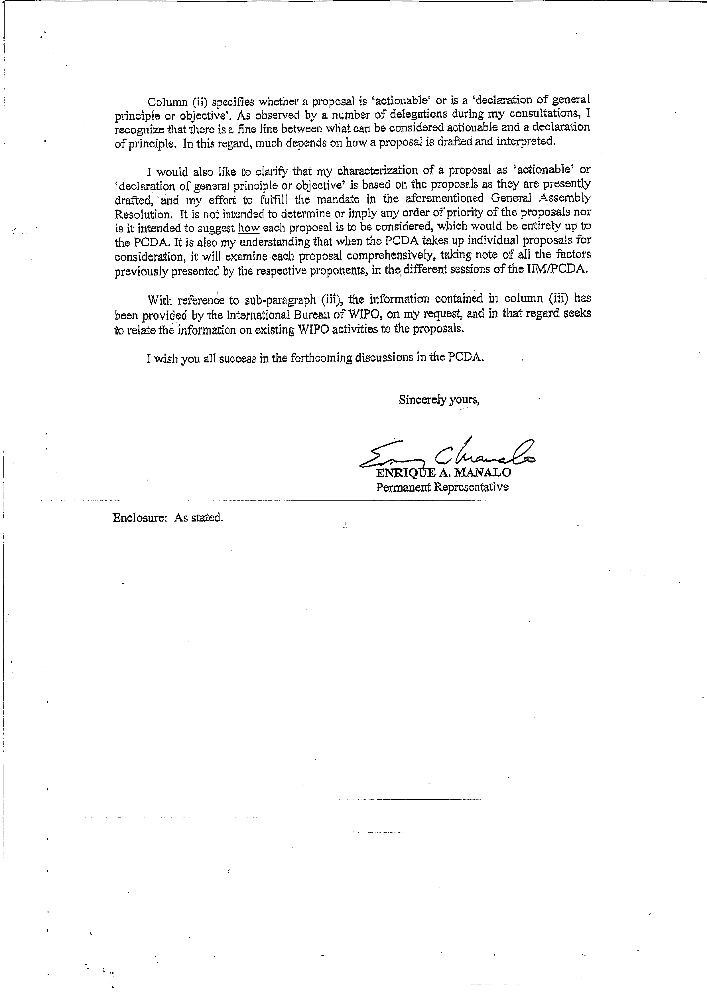 Column (ii) specifies whether a proposal is ‘actionable’ or is a ‘declaration of general
principle or objective’. As observed by a number of delegations during my consultations, I
recognize that there is a fine line between what can be considered actionable and a declaration
of principle. In this regard, much depends on how a proposal is drafted and interpreted.
I would also like to clarify that my characterization of a proposal as ‘actionable’ or
‘declaration of general principle or objective’ is based on the proposals as they are presently
drafted, and my effort to fulfill the mandate in the aforementioned General Assembly
Resolution. It is not intended to determine or imply any order of priority of the proposals nor
is it intended to suggest how each proposal is to be considered, which would be entirely up to
the PCDA. It is also my understanding that when the PCDA takes up individual proposals for
consideration, it will examine each proposal comprehensively, taking note of all the factors
previously presented by the respective proponents, in the different sessions of the IIM/PCDA.
With reference to sub-paragraph (iii), the information contained in column (iii) has
been provided by the International Bureau of WIPO, on my request, and in that regard seeks
to relate the information on existing WIPO activities to the proposals.
I wish you all success in the forthcoming discussions in the PCDA.
Sincerely yours,
ENRIQUE A. MANALO
Permanent Representative
Enclosure: As stated.